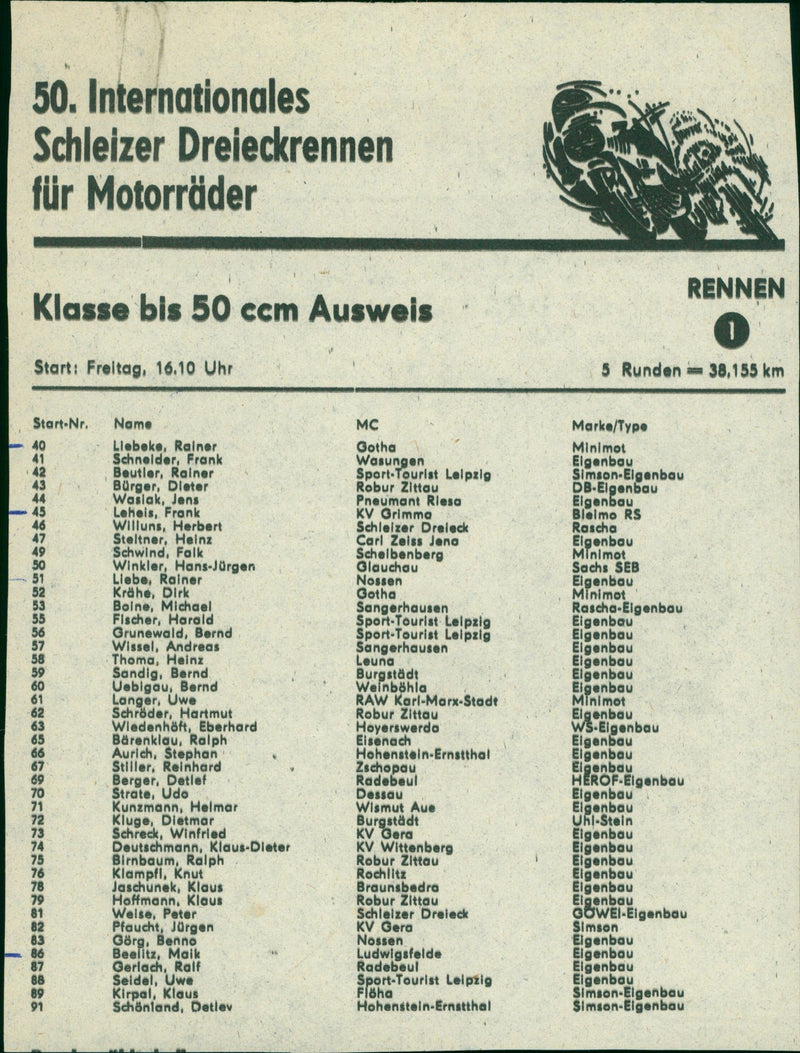 50. Internationales
Schleizer Dreieckrennen
für Motorräder
RENNEN
Klasse bis 50 ccm Ausweis
1
Start: Freitag, 16.10 Uhr 5 Runden = 38,155 km
Start-Nr. Name MC Marke/Type
40 Liebeke, Rainer Gotha Minimot
41 Schneider, Frank Wasungen Eigenbau
42 Beutler, Rainer Sport-Tourist Leipzig Simson-Eigenbau
43 Bürger, Dieter Robur Zittau DB-Eigenbau
44 Wasiak, Jens Pneumant Riesa Eigenbau
45 Leheis, Frank KV Grimma Bleimo RS
46 Willuns, Herbert Schleizer Dreieck Rascha
47 Steltner, Heinz Carl Zeiss Jena Eigenbau
49 Schwind, Falk Scheibenberg Minimot
50 Winkler, Hans-Jürgen Glauchau Sachs SEB
51 Liebe, Rainer Nossen Eigenbau
52 Krähe, Dirk Gotha Minimot
53 Boine, Michael Sangerhausen Rascha-Eigenbau
55 Fischer, Harald Sport-Tourist Leipzig Eigenbau
56 Grunewald, Bernd Sport-Tourist Leipzig Eigenbau
57 Wissel, Andreas Sangerhausen Eigenbau
58 Thoma, Heinz Leuna Eigenbau
59 Sandig, Bernd Burgstädt Eigenbau
60 Uebigau, Bernd Weinböhla Eigenbau
61 Langer, Uwe RAW Karl-Marx-Stadt Minimot
62 Schröder, Hartmut Robur Zittau Eigenbau
63 Wiedenhöft, Eberhard Hoyerswerda WS-Eigenbau
65 Bärenklau, Ralph Eisenach Eigenbau
66 Aurich, Stephan Hohenstein-Ernstthal Eigenbau
67 Stiller, Reinhard Zschopau Eigenbau
69 Berger, Detlef Radebeul HEROF-Eigenbau
70 Strate, Udo Dessau Eigenbau
71 Kunzmann, Helmar Wismut Aue Eigenbau
72 Kluge, Dietmar Burgstädt Uhl-Stein
73 Schreck, Winfried KV Gera Eigenbau
74 Deutschmann, Klaus-Dieter KV Wittenberg Eigenbau
75 Birnbaum, Ralph Robur Zittau Eigenbau
76 Klampfl, Knut Rochlitz Eigenbau
78 Jaschunek, Klaus Braunsbedra Eigenbau
79 Hoffmann, Klaus Robur Zittau Eigenbau
81 Weise, Peter Schleizer Dreieck GÖWEI-Eigenbau
82 Pfaucht, Jürgen KV Gera Simson
83 Görg, Benno Nossen Eigenbau
86 Beelitz, Maik Ludwigsfelde Eigenbau
87 Gerlach, Ralf Radebeul Eigenbau
88 Seidel, Uwe Sport-Tourist Leipzig Eigenbau
89 Kirpal, Klaus Flöha Simson-Eigenbau
91 Schönland, Detlev Hohenstein-Ernstthal Simson-Eigenbau